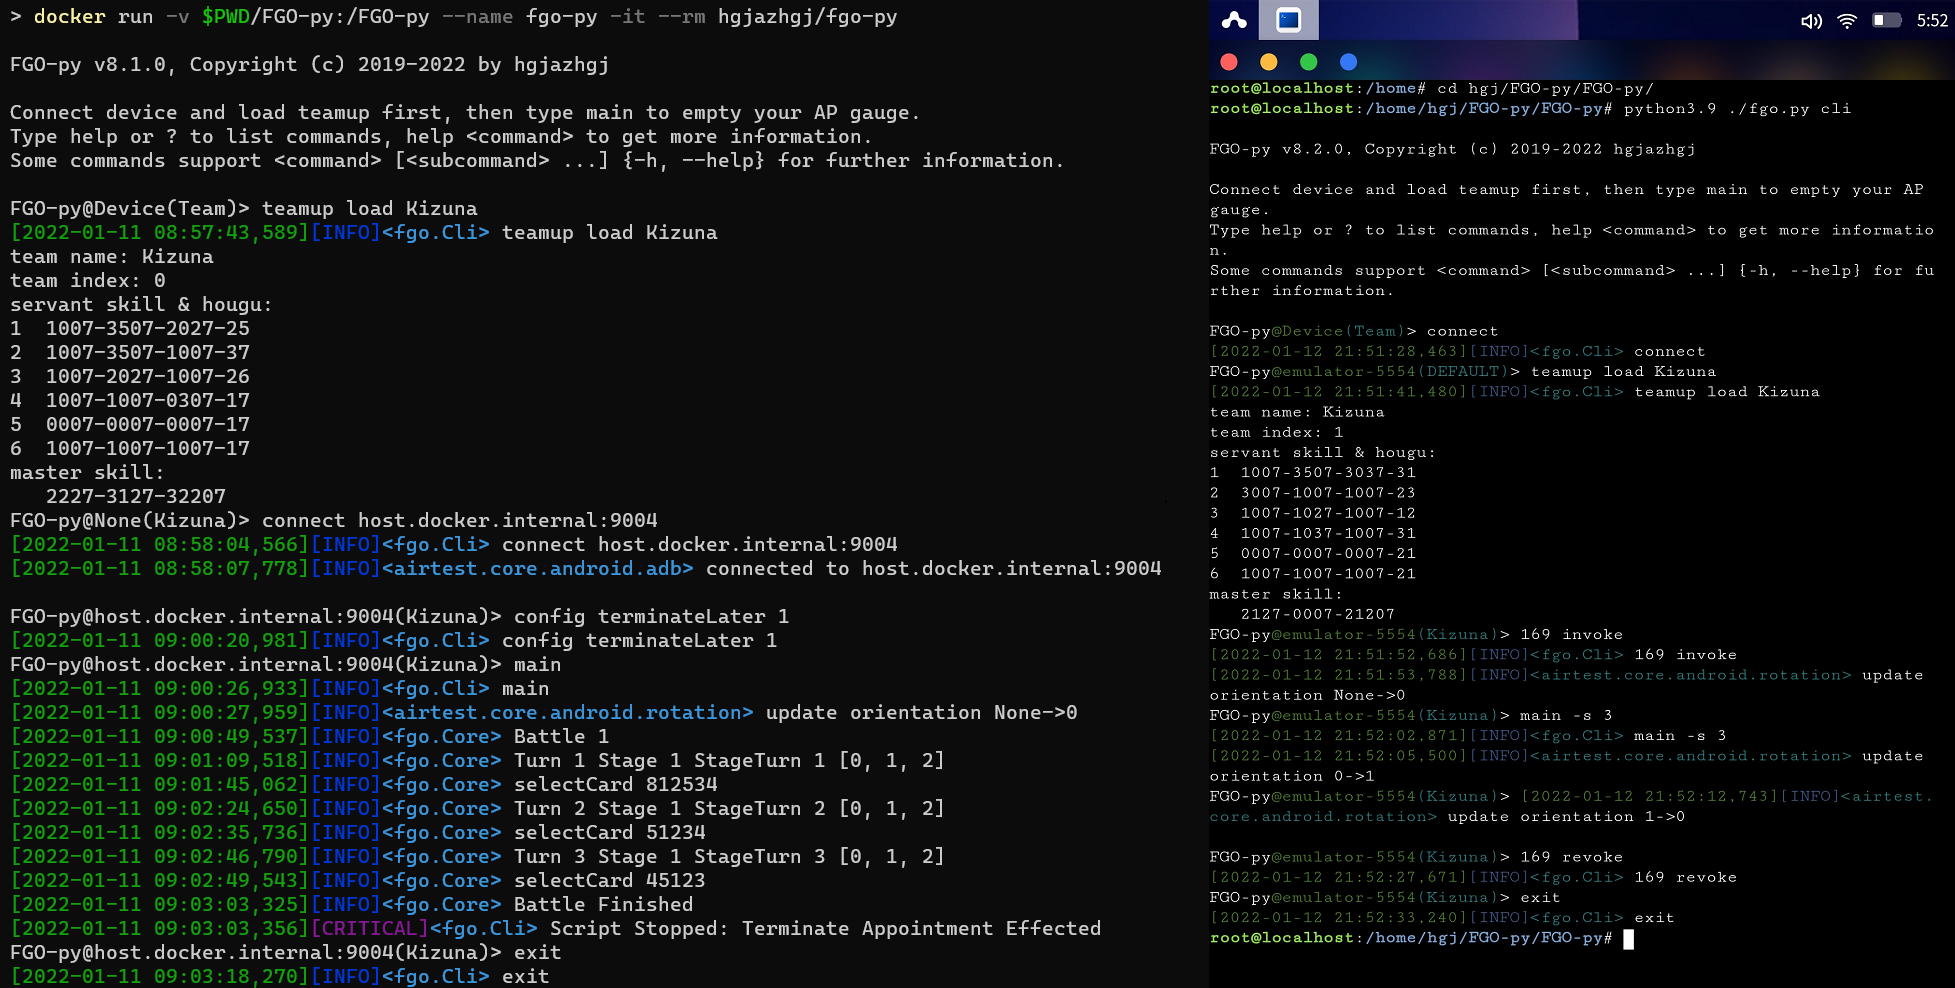 > docker run -v $PWD/FGO-py:/FGO-py --name fgo-py -it --rm hgjazhgj/fgo-py
FGO-py v8.1.0, Copyright (c) 2019-2022 by hgjazhgj
Connect device and load teamup first, then type main to empty your AP gauge.
Type help or ? to list commands, help <command> to get more information.
Some commands support <command> [<subcommand> ...] {-h, --help} for further information.
FGO-py@Device(Team)> teamup load Kizuna
[2022-01-11 08:57:43,589][INFO]<fgo.Cli> teamup load Kizuna
team name: Kizuna
team index: 0
servant skill & hougu:
1  1007-3507-2027-25
2  1007-3507-1007-37
3  1007-2027-1007-26
4  1007-1007-0307-17
5  0007-0007-0007-17
6  1007-1007-1007-17
master skill:
   2227-3127-32207
FGO-py@None(Kizuna)> connect host.docker.internal:9004
[2022-01-11 08:58:04,566][INFO]<fgo.Cli> connect host.docker.internal:9004
[2022-01-11 08:58:07,778][INFO]<airtest.core.android.adb> connected to host.docker.internal:9004
FGO-py@host.docker.internal:9004(Kizuna)> config terminateLater 1
[2022-01-11 09:00:20,981][INFO]<fgo.Cli> config terminateLater 1
FGO-py@host.docker.internal:9004(Kizuna)> main
[2022-01-11 09:00:26,933][INFO]<fgo.Cli> main
[2022-01-11 09:00:27,959][INFO]<airtest.core.android.rotation> update orientation None->0
[2022-01-11 09:00:49,537][INFO]<fgo.Core> Battle 1
[2022-01-11 09:01:09,518][INFO]<fgo.Core> Turn 1 Stage 1 StageTurn 1 [0, 1, 2]
[2022-01-11 09:01:45,062][INFO]<fgo.Core> selectCard 812534
[2022-01-11 09:02:24,650][INFO]<fgo.Core> Turn 2 Stage 1 StageTurn 2 [0, 1, 2]
[2022-01-11 09:02:35,736][INFO]<fgo.Core> selectCard 51234
[2022-01-11 09:02:46,790][INFO]<fgo.Core> Turn 3 Stage 1 StageTurn 3 [0, 1, 2]
[2022-01-11 09:02:49,543][INFO]<fgo.Core> selectCard 45123
[2022-01-11 09:03:03,325][INFO]<fgo.Core> Battle Finished
[2022-01-11 09:03:03,356][CRITICAL]<fgo.Cli> Script Stopped: Terminate Appointment Effected
FGO-py@host.docker.internal:9004(Kizuna)> exit
[2022-01-11 09:03:18,270][INFO]<fgo.Cli> exit
5:52
root@localhost:/home# cd hgj/FGO-py/FGO-py/
root@localhost:/home/hgj/FGO-py/FGO-py# python3.9 ./fgo.py cli
FGO-py v8.2.0, Copyright (c) 2019-2022 hgjazhgj
Connect device and load teamup first, then type main to empty your AP
gauge.
Type help or ? to list commands, help <command> to get more informatio
n.
Some commands support <command> [<subcommand> ...] {-h, --help} for fu
rther information.
FGO-py@Device(Team)> connect
[2022-01-12 21:51:28,463][INFO]<fgo.Cli> connect
FGO-py@emulator-5554(DEFAULT)> teamup load Kizuna
[2022-01-12 21:51:41,480][INFO]<fgo.Cli> teamup load Kizuna
team name: Kizuna
team index: 1
servant skill & hougu:
1  1007-3507-3037-31
2  3007-1007-1007-23
3  1007-1027-1007-12
4  1007-1037-1007-31
5  0007-0007-0007-21
6  1007-1007-1007-21
master skill:
   2127-0007-21207
FGO-py@emulator-5554(Kizuna)> 169 invoke
[2022-01-12 21:51:52,686][INFO]<fgo.Cli> 169 invoke
[2022-01-12 21:51:53,788][INFO]<airtest.core.android.rotation> update
orientation None->0
FGO-py@emulator-5554(Kizuna)> main -s 3
[2022-01-12 21:52:02,871][INFO]<fgo.Cli> main -s 3
[2022-01-12 21:52:05,500][INFO]<airtest.core.android.rotation> update
orientation 0->1
FGO-py@emulator-5554(Kizuna)> [2022-01-12 21:52:12,743][INFO]<airtest.
core.android.rotation> update orientation 1->0
FGO-py@emulator-5554(Kizuna)> 169 revoke
[2022-01-12 21:52:27,671][INFO]<fgo.Cli> 169 revoke
FGO-py@emulator-5554(Kizuna)> exit
[2022-01-12 21:52:33,240][INFO]<fgo.Cli> exit
root@localhost:/home/hgj/FGO-py/FGO-py#